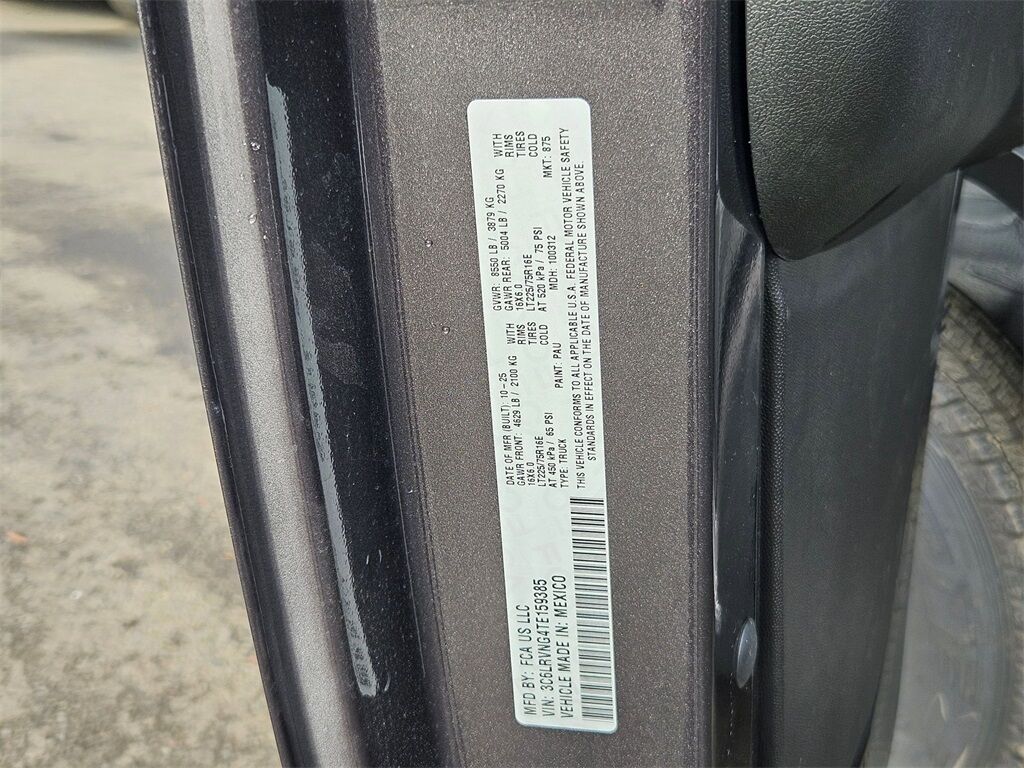 MFD BY: FCA US LLC
DATE OF MFR (BUILT): 10-25 GVWR: 8550 LB / 3879 KG
GAWR FRONT: 4629 LB / 2100 KG WITH GAWR REAR: 5004 LB / 2270 KG WITH
16X6.0 RIMS 16X6.0 RIMS
LT225/75R16E TIRES LT225/75R16E TIRES
AT 450 kPa / 65 PSI COLD AT 520 kPa / 75 PSI COLD
VIN: 3C6LRVNG4TE159385
TYPE: TRUCK PAINT: PAU MDH: 100312 MKT: 875
VEHICLE MADE IN: MEXICO
THIS VEHICLE CONFORMS TO ALL APPLICABLE U.S.A. FEDERAL MOTOR VEHICLE SAFETY
STANDARDS IN EFFECT ON THE DATE OF MANUFACTURE SHOWN ABOVE.